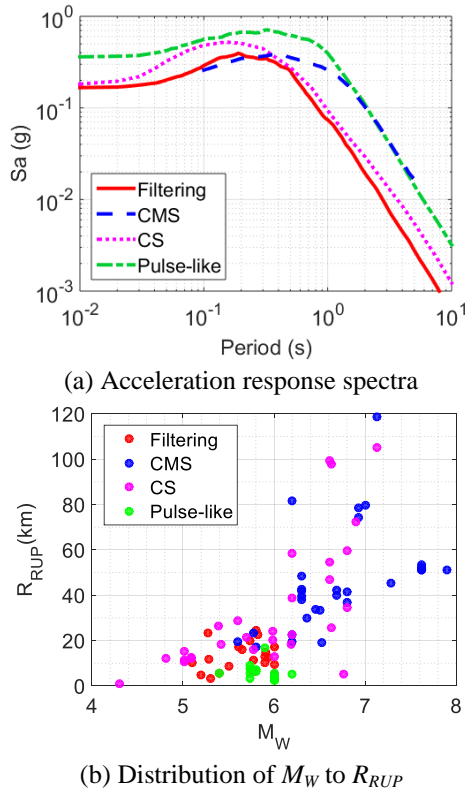 10^0
10^-1
10^-2
10^-3
Sa (g)
Filtering
CMS
CS
Pulse-like
10^-2 10^-1 10^0 10^1
Period (s)
(a) Acceleration response spectra
120
100
80
60
40
20
0
R_RUP(km)
Filtering
CMS
CS
Pulse-like
4 5 6 7 8
M_W
(b) Distribution of M_W to R_RUP